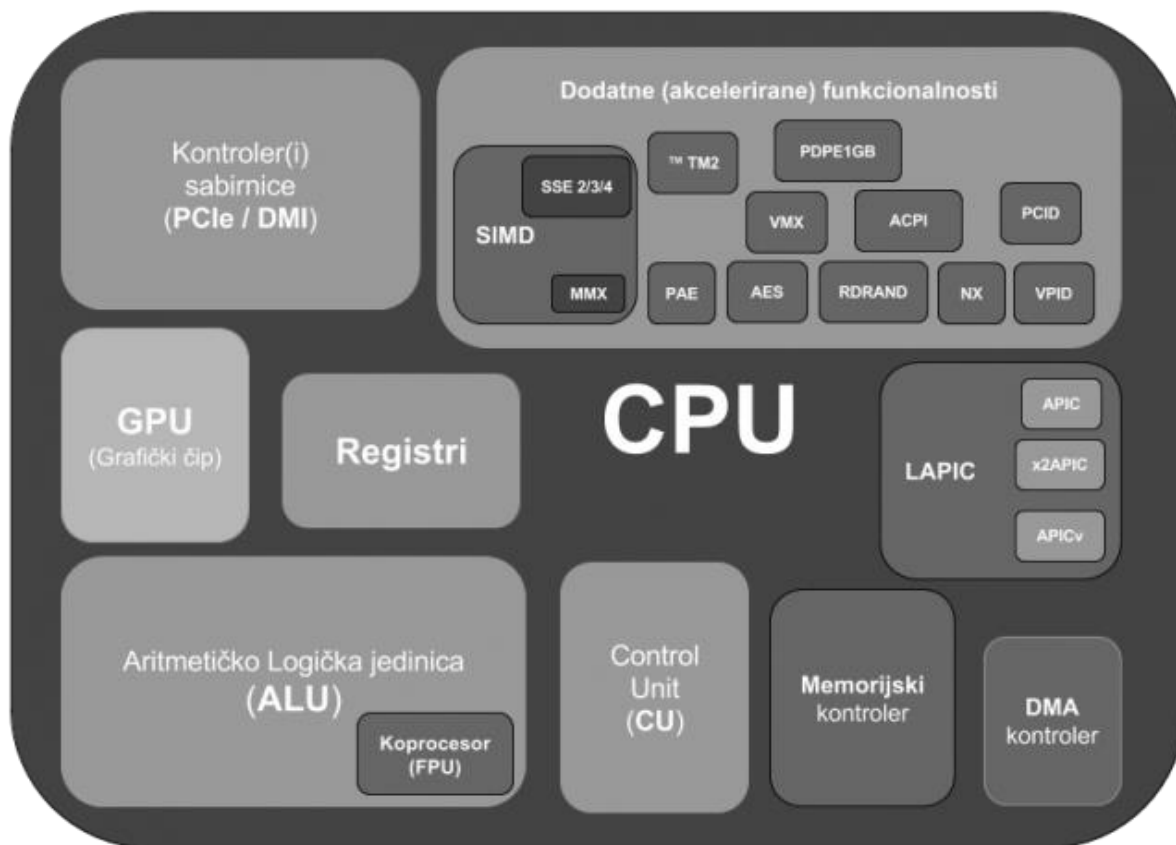 Kontroler(i)
sabirnice
(PCIe / DMI)
Dodatne (akcelerirane) funkcionalnosti
SIMD
SSE 2/3/4
MMX
™ TM2
PDPE1GB
VMX
ACPI
PCID
PAE
AES
RDRAND
NX
VPID
GPU
(Grafički čip)
Registri
CPU
LAPIC
APIC
x2APIC
APICv
Aritmetičko Logička jedinica
(ALU)
Koprocesor
(FPU)
Control
Unit
(CU)
Memorijski
kontroler
DMA
kontroler